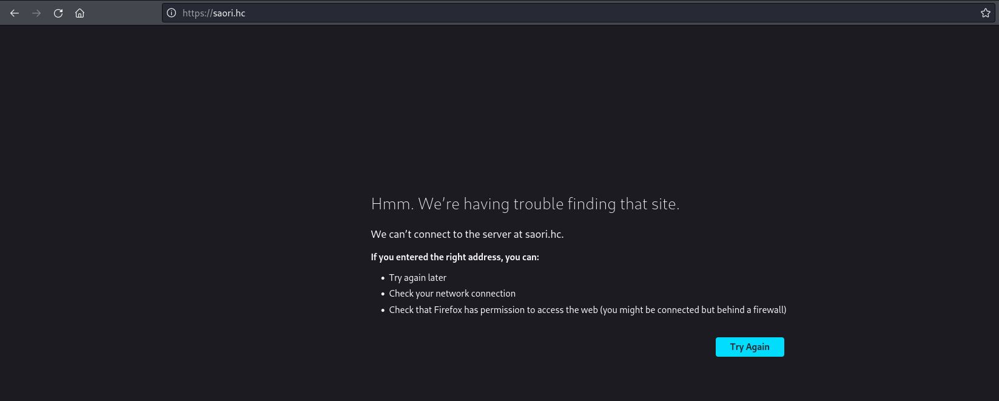 https://saori.hc
Hmm. We're having trouble finding that site.
We can't connect to the server at saori.hc.
If you entered the right address, you can:
• Try again later
• Check your network connection
• Check that Firefox has permission to access the web (you might be connected but behind a firewall)
Try Again